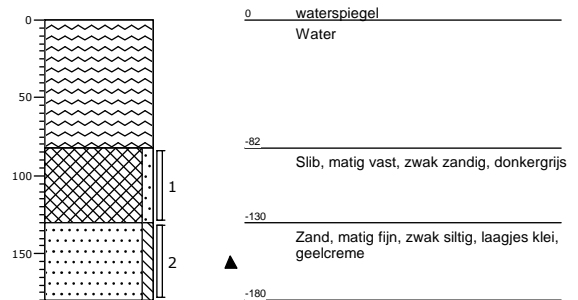 0
50
100
150
1
2
0 waterspiegel
Water
-82
Slib, matig vast, zwak zandig, donkergrijs
-130
Zand, matig fijn, zwak siltig, laagjes klei,
geelcreme
-180